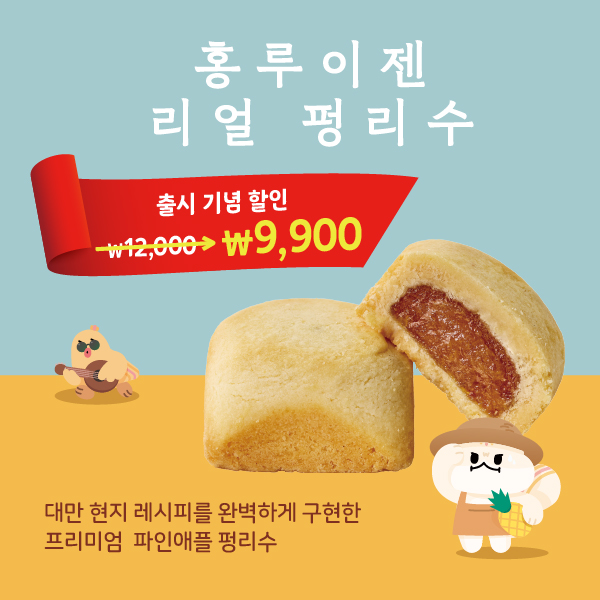 홍루이젠
리얼 펑리수
출시 기념 할인
₩12,000 → ₩9,900
대만 현지 레시피를 완벽하게 구현한
프리미엄 파인애플 펑리수